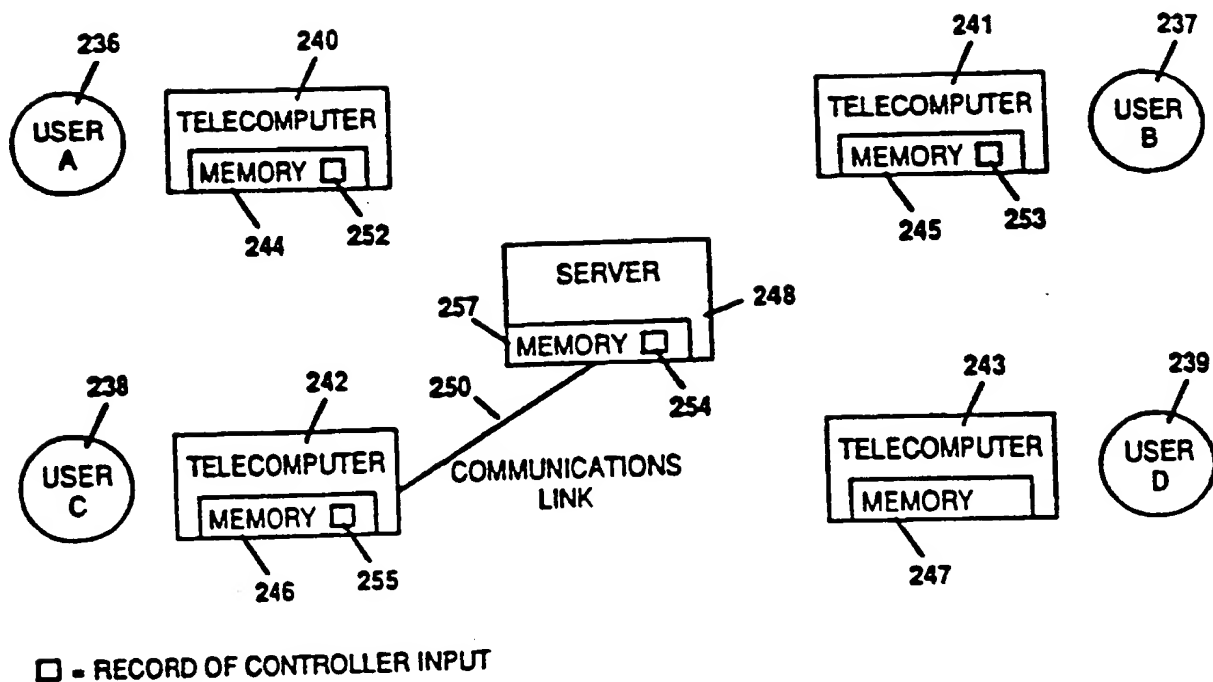 236
240
241
237
USER
A
TELECOMPUTER
MEMORY
244
252
TELECOMPUTER
MEMORY
245
253
USER
B
SERVER
248
257
MEMORY
254
238
242
250
243
239
USER
C
TELECOMPUTER
MEMORY
246
255
COMMUNICATIONS
LINK
TELECOMPUTER
MEMORY
247
USER
D
□ = RECORD OF CONTROLLER INPUT